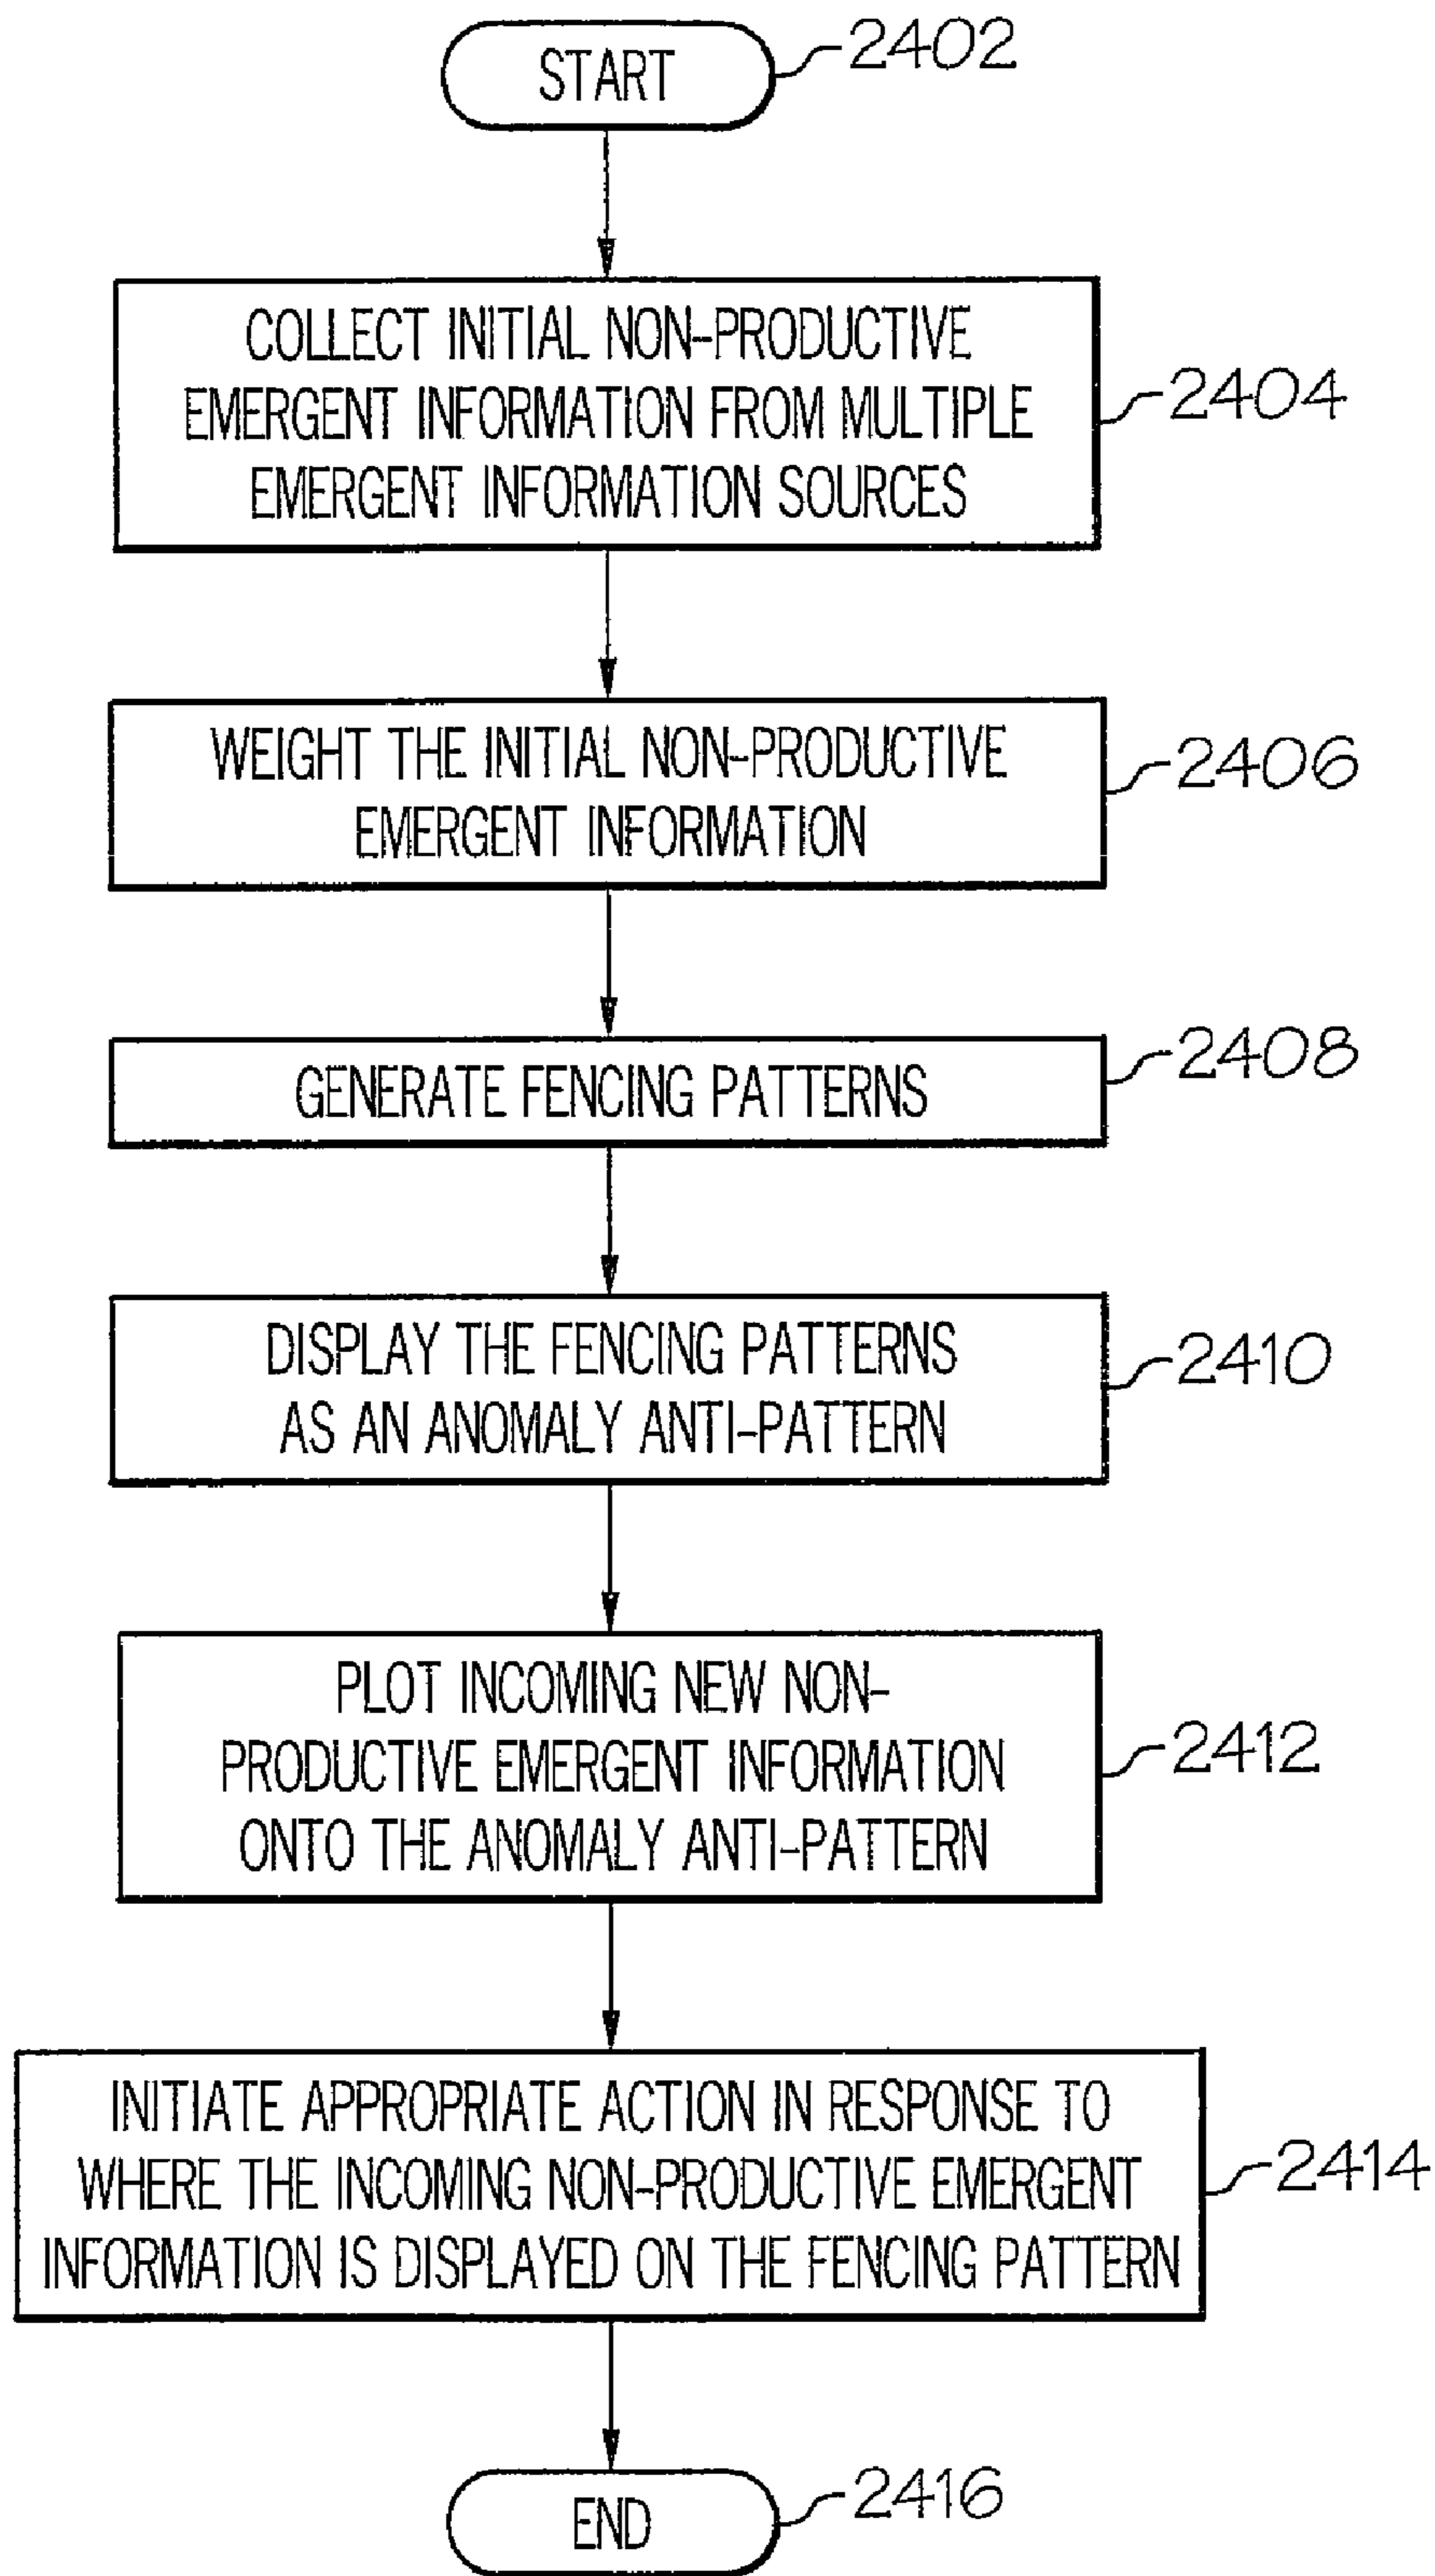 START
2402
COLLECT INITIAL NON-PRODUCTIVE
EMERGENT INFORMATION FROM MULTIPLE
EMERGENT INFORMATION SOURCES
2404
WEIGHT THE INITIAL NON-PRODUCTIVE
EMERGENT INFORMATION
2406
GENERATE FENCING PATTERNS
2408
DISPLAY THE FENCING PATTERNS
AS AN ANOMALY ANTI-PATTERN
2410
PLOT INCOMING NEW NON-
PRODUCTIVE EMERGENT INFORMATION
ONTO THE ANOMALY ANTI-PATTERN
2412
INITIATE APPROPRIATE ACTION IN RESPONSE TO
WHERE THE INCOMING NON-PRODUCTIVE EMERGENT
INFORMATION IS DISPLAYED ON THE FENCING PATTERN
2414
END
2416